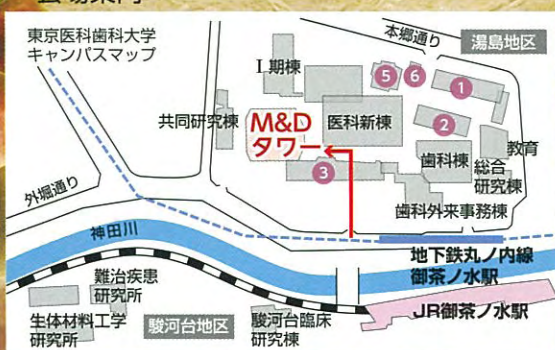 東京医科歯科大学
キャンパスマップ
本郷通り
湯島地区
I期棟
5
6
1
共同研究棟
M&D
タワー
医科新棟
2
教育
歯科棟
総合
研究棟
3
歯科外来事務棟
外堀通り
神田川
地下鉄丸ノ内線
御茶ノ水駅
難治疾患
研究所
JR御茶ノ水駅
生体材料工学
研究所
駿河台地区
駿河台臨床
研究棟